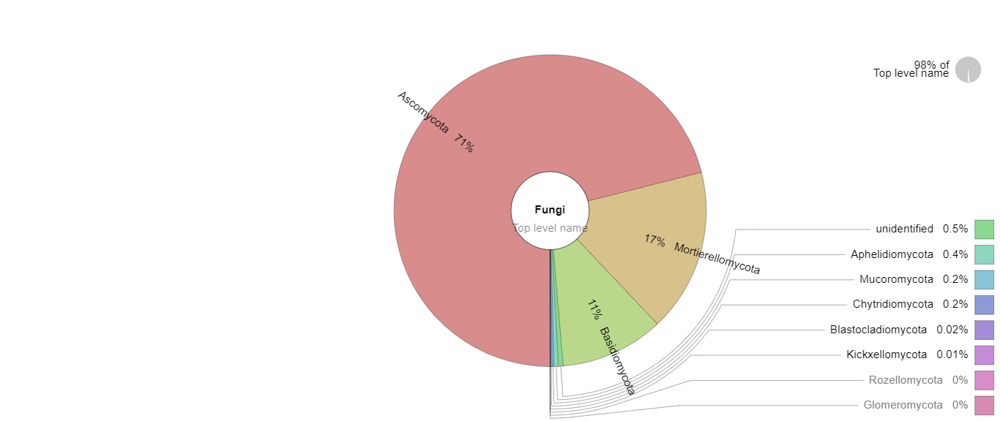 98% of
Top level name
Ascomycota 71%
Fungi
Top level name
17% Mortierellomycota
11% Basidiomycota
unidentified 0.5%
Aphelidiomycota 0.4%
Mucoromycota 0.2%
Chytridiomycota 0.2%
Blastocladiomycota 0.02%
Kickxellomycota 0.01%
Rozellomycota 0%
Glomeromycota 0%